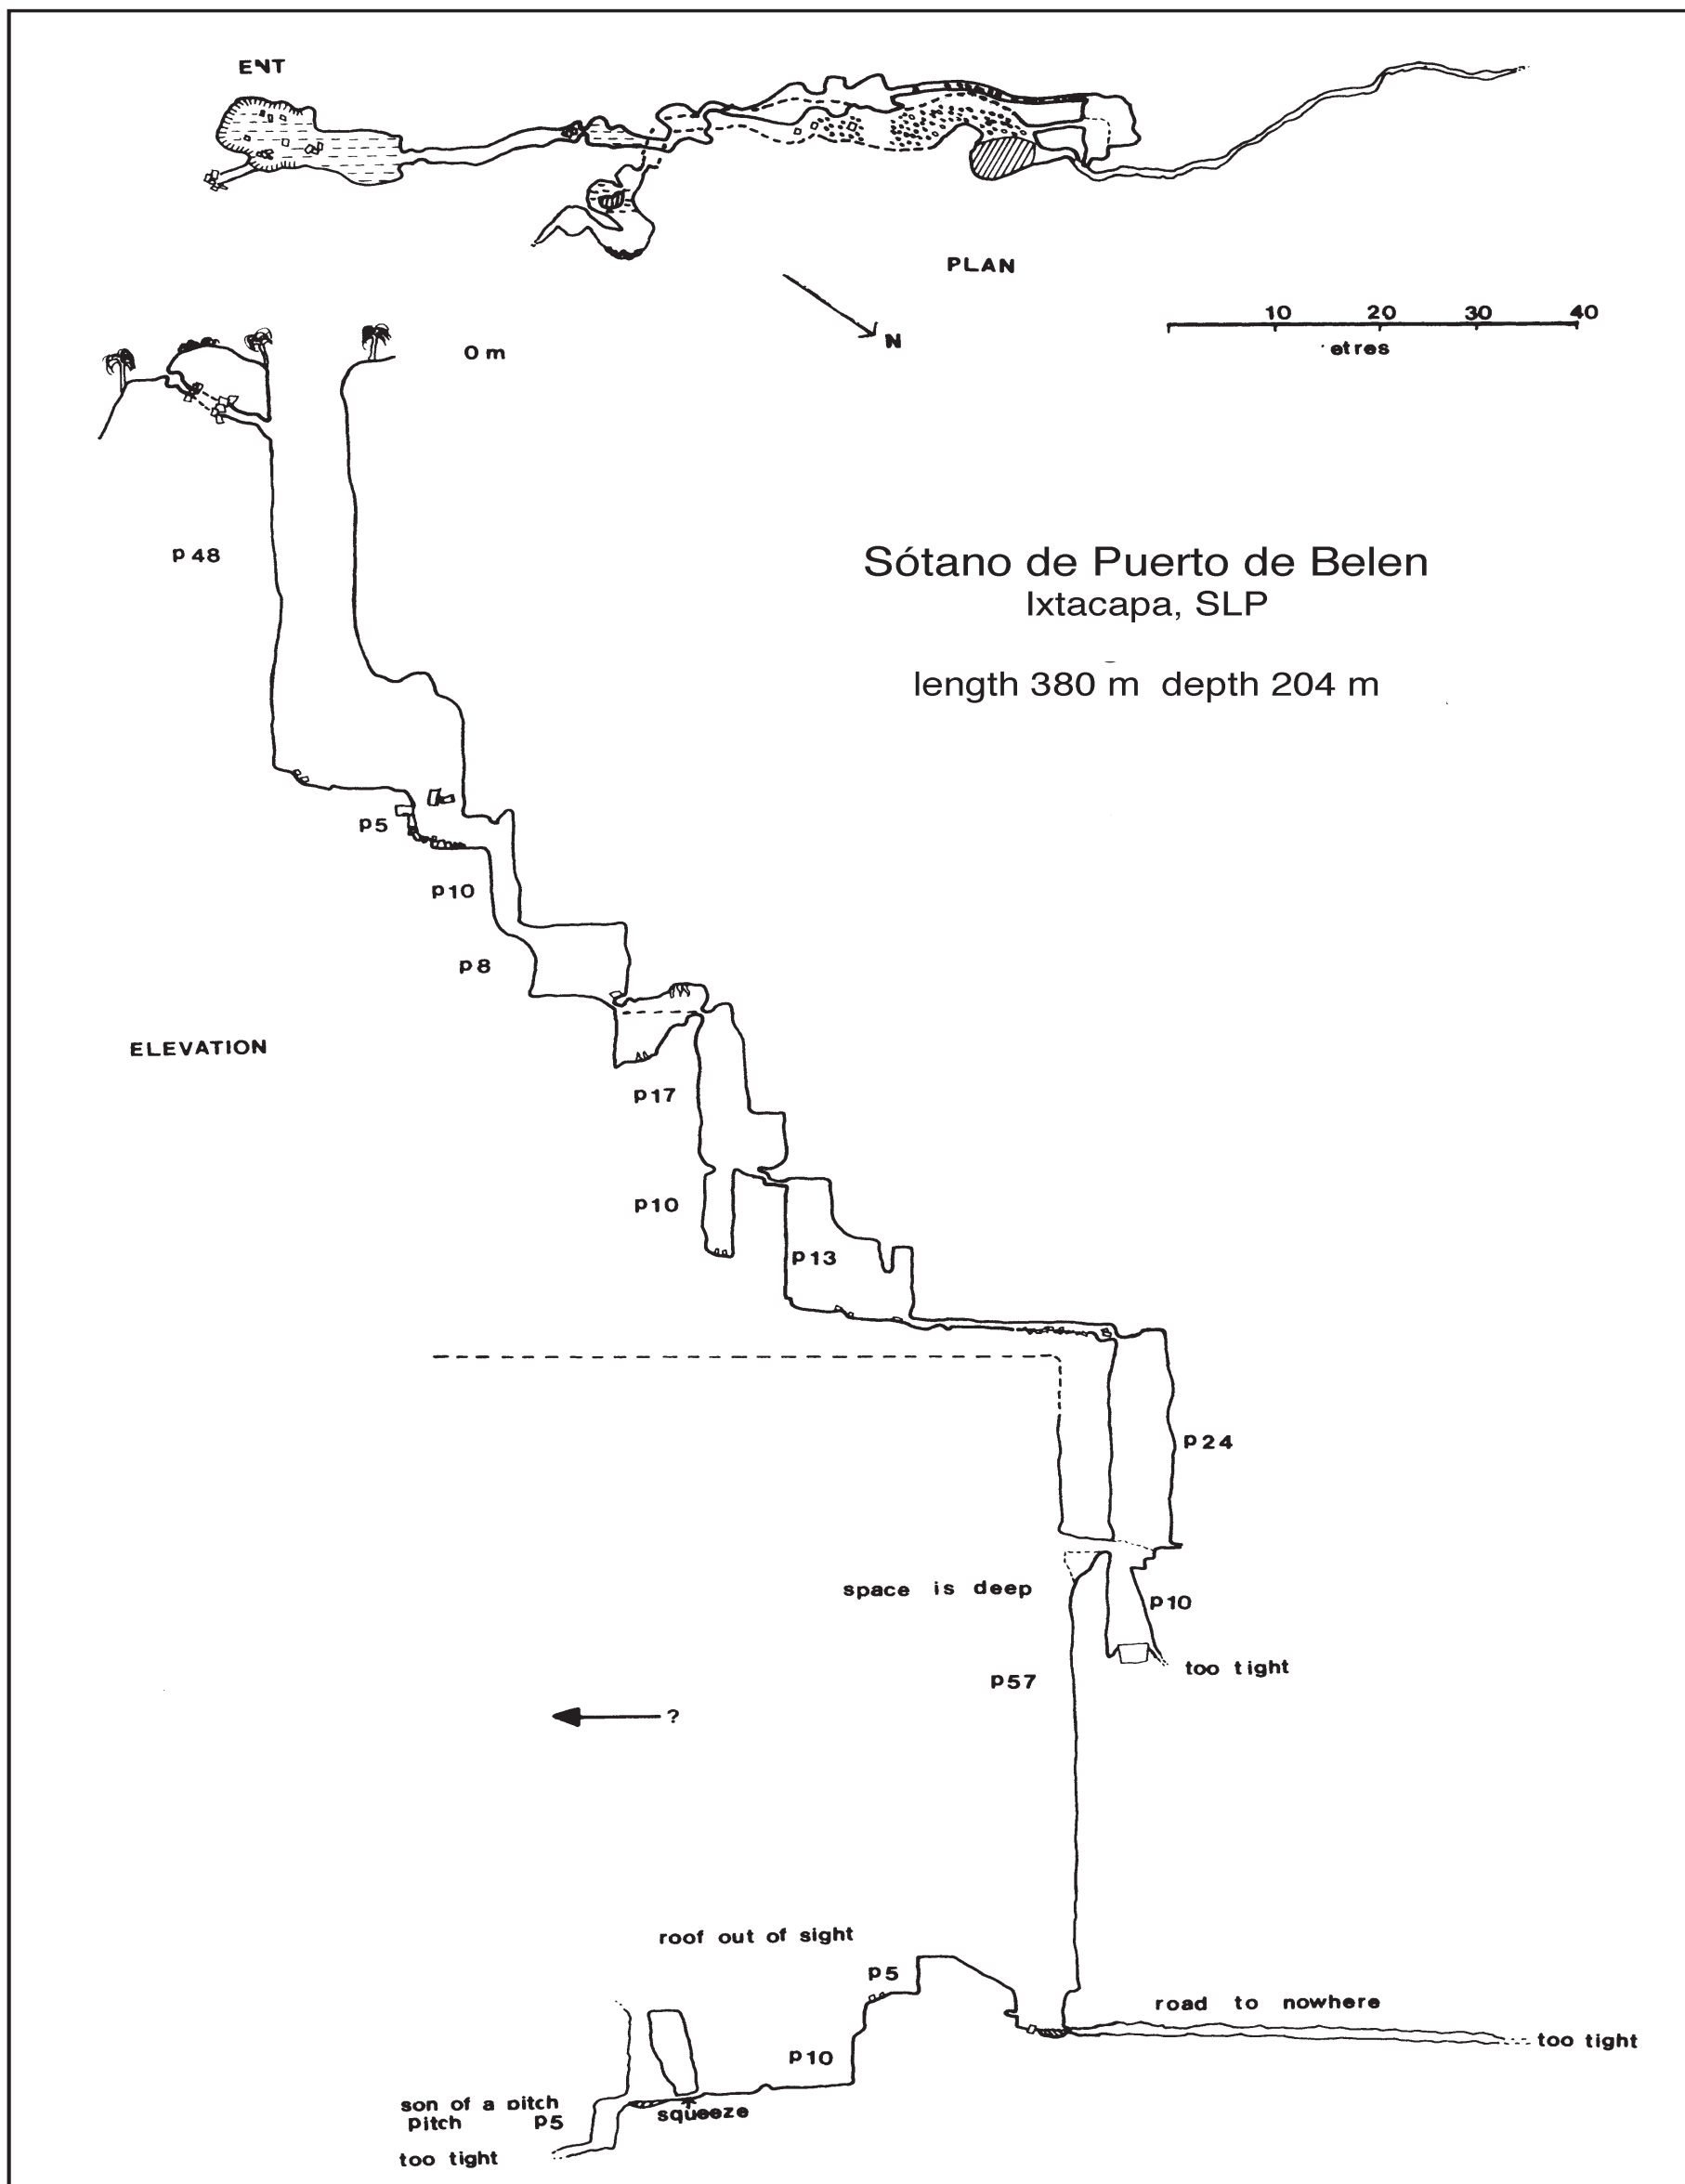 ENT
PLAN
N
10 20 30 40
etres
0 m
p 48
Sótano de Puerto de Belen
Ixtacapa, SLP
length 380 m depth 204 m
p5
p10
p8
ELEVATION
p17
p10
p13
p24
space is deep
p10
too tight
p57
?
roof out of sight
p5
road to nowhere
too tight
p10
son of a pitch
pitch p5
squeeze
too tight